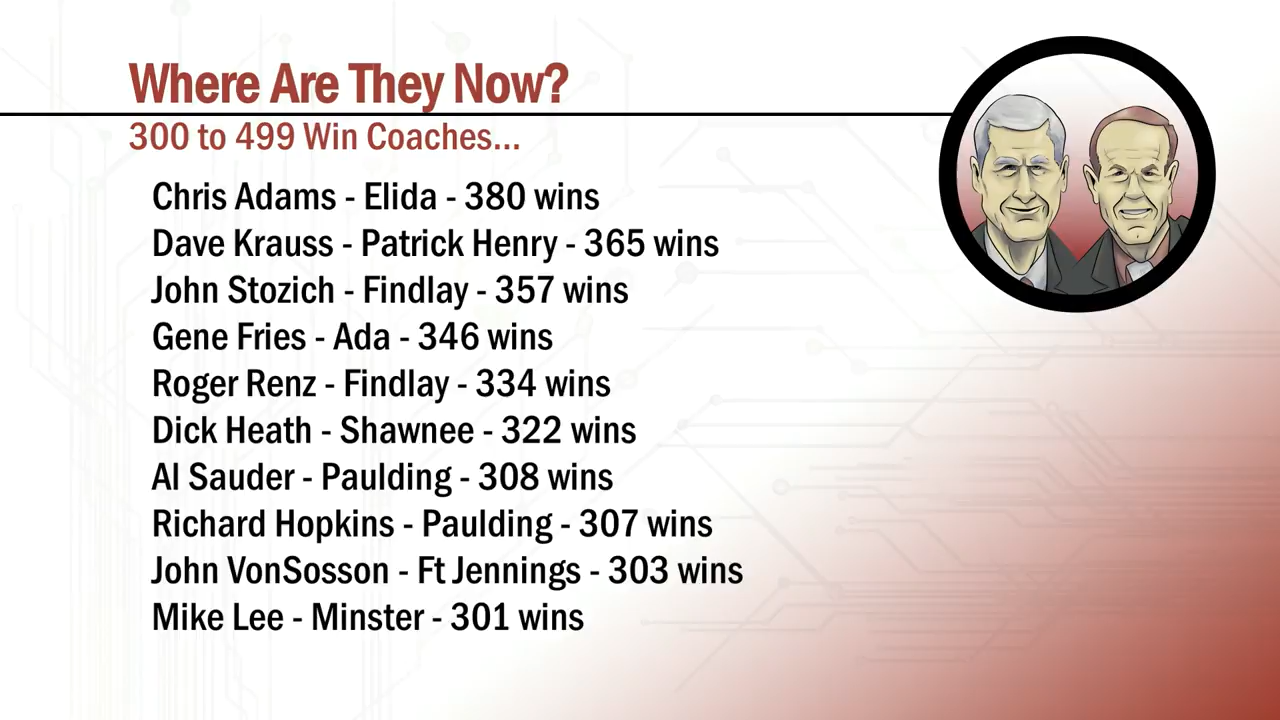 Where Are They Now?
300 to 499 Win Coaches...
Chris Adams - Elida - 380 wins
Dave Krauss - Patrick Henry - 365 wins
John Stozich - Findlay - 357 wins
Gene Fries - Ada - 346 wins
Roger Renz - Findlay - 334 wins
Dick Heath - Shawnee - 322 wins
Al Sauder - Paulding - 308 wins
Richard Hopkins - Paulding - 307 wins
John VonSosson - Ft Jennings - 303 wins
Mike Lee - Minster - 301 wins